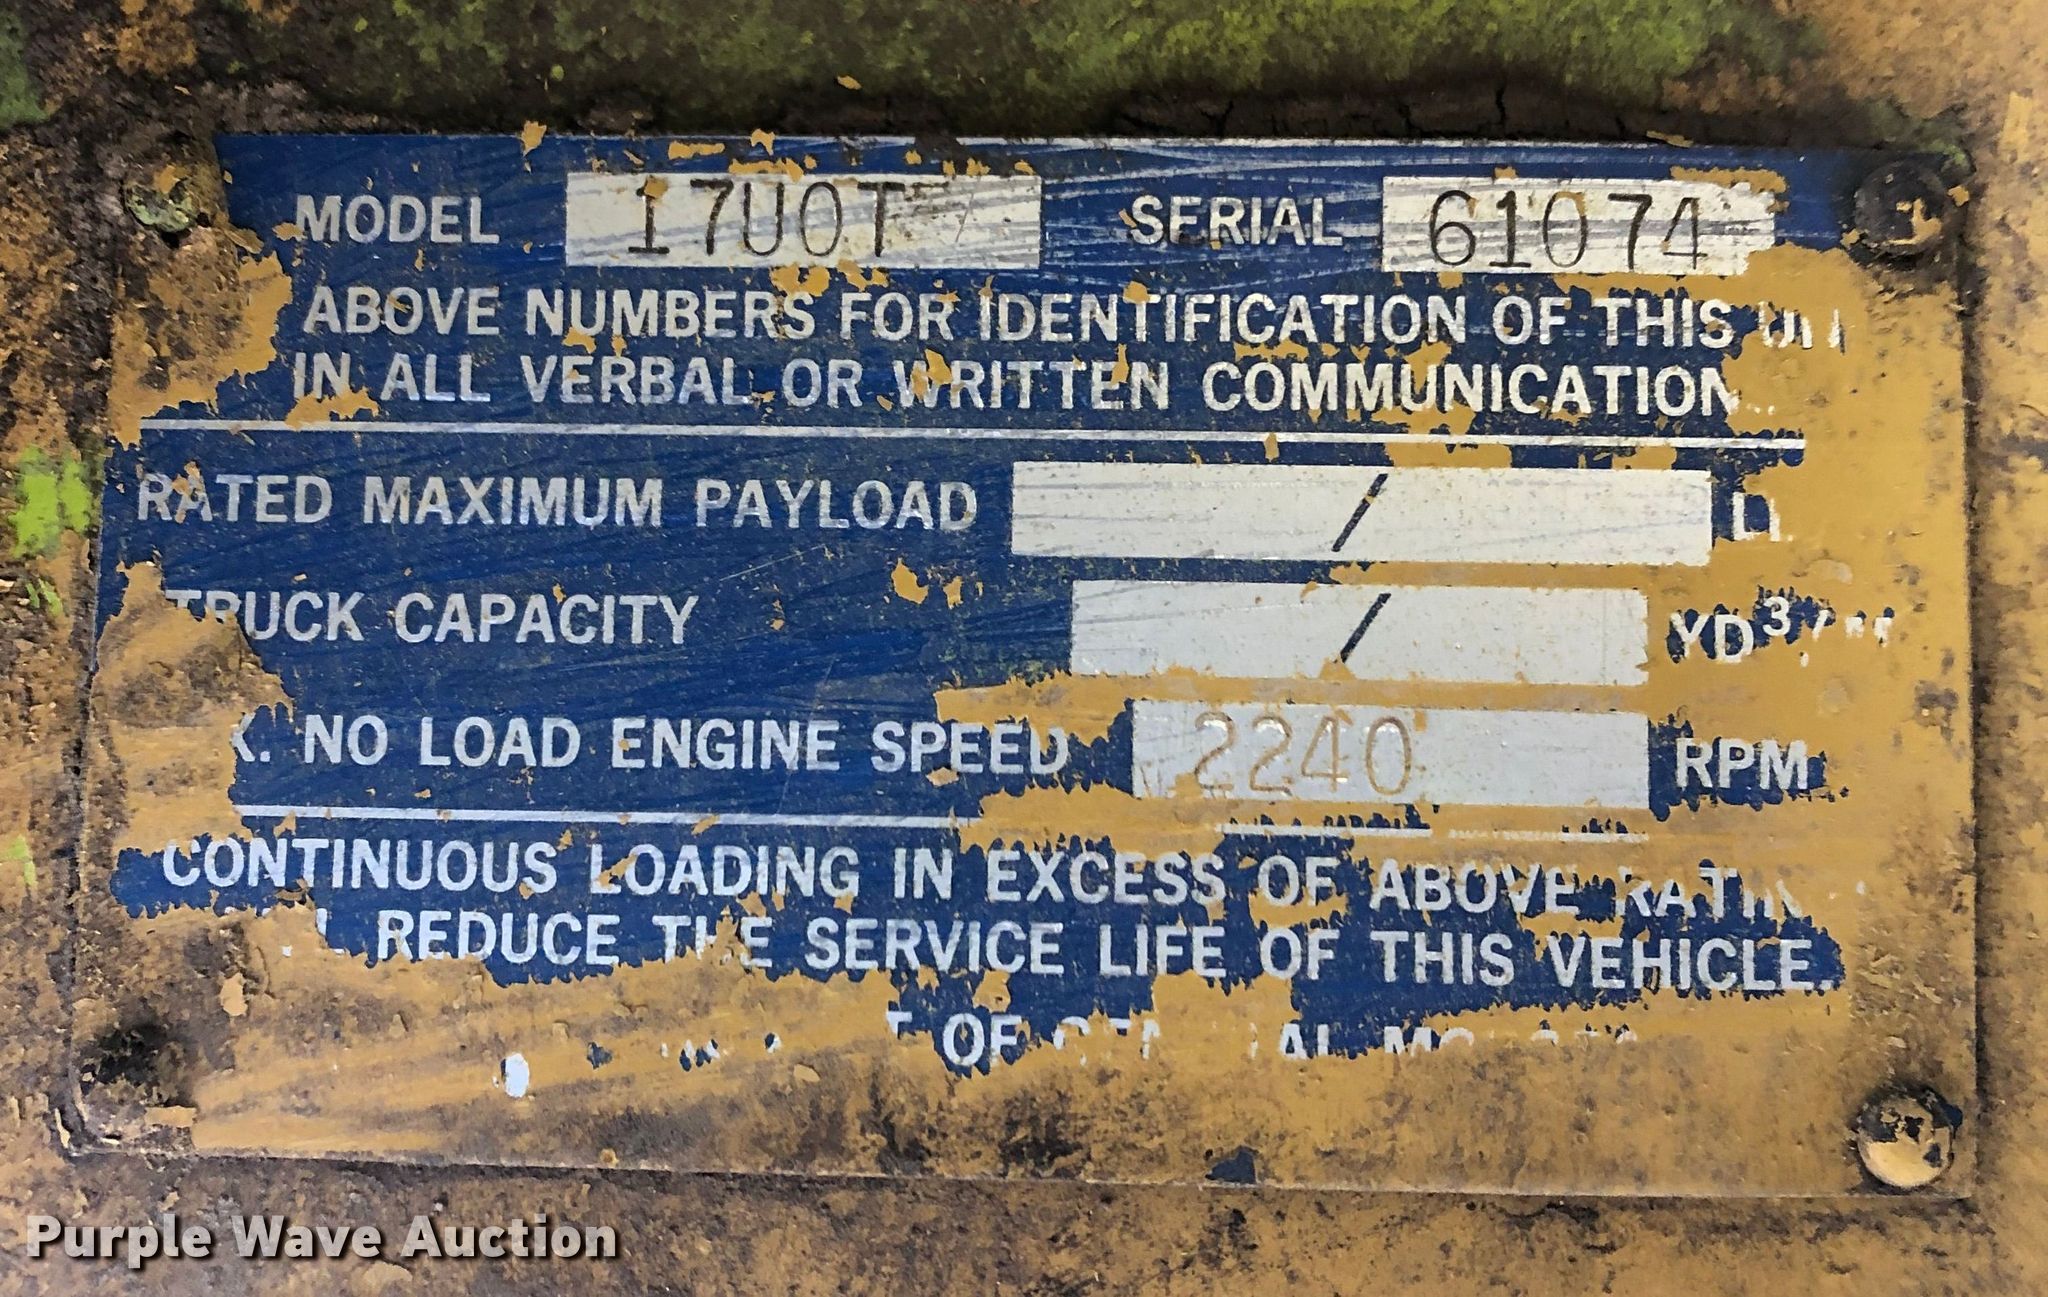 MODEL 17UOT SERIAL 61074
ABOVE NUMBERS FOR IDENTIFICATION OF THIS
IN ALL VERBAL OR WRITTEN COMMUNICATION
RATED MAXIMUM PAYLOAD /
TRUCK CAPACITY / YD³
NO LOAD ENGINE SPEED 2240 RPM
CONTINUOUS LOADING IN EXCESS OF ABOVE
REDUCE THE SERVICE LIFE OF THIS VEHICLE.
OF
Purple Wave Auction